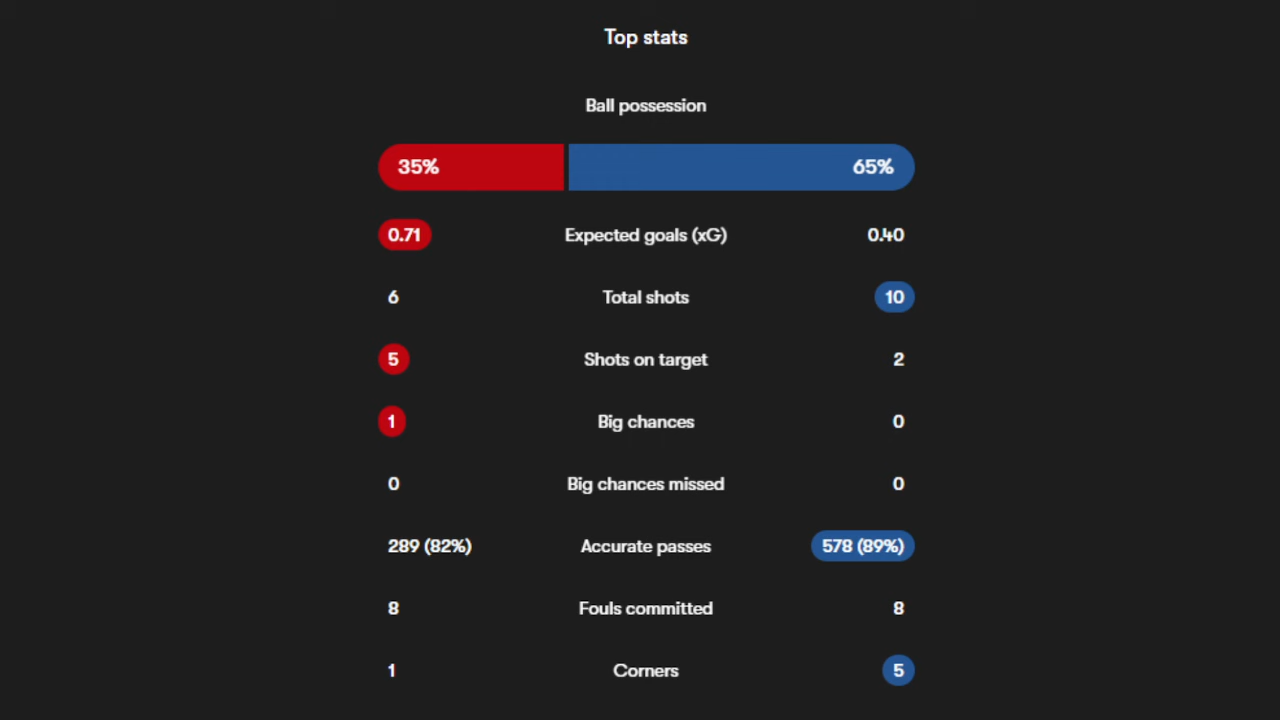 Top stats
Ball possession
35% 65%
0.71 Expected goals (xG) 0.40
6 Total shots 10
5 Shots on target 2
1 Big chances 0
0 Big chances missed 0
289 (82%) Accurate passes 578 (89%)
8 Fouls committed 8
1 Corners 5